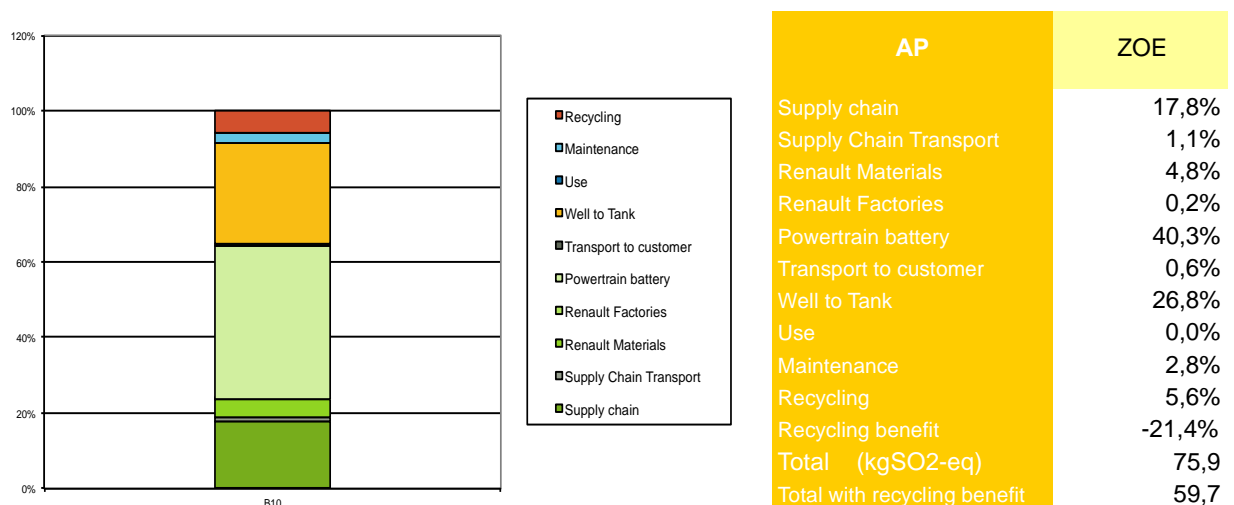 120%
100%
80%
60%
40%
20%
0%
B10
Recycling
Maintenance
Use
Well to Tank
Transport to customer
Powertrain battery
Renault Factories
Renault Materials
Supply Chain Transport
Supply chain
AP ZOE
Supply chain 17,8%
Supply Chain Transport 1,1%
Renault Materials 4,8%
Renault Factories 0,2%
Powertrain battery 40,3%
Transport to customer 0,6%
Well to Tank 26,8%
Use 0,0%
Maintenance 2,8%
Recycling 5,6%
Recycling benefit -21,4%
Total (kgSO2-eq) 75,9
Total with recycling benefit 59,7